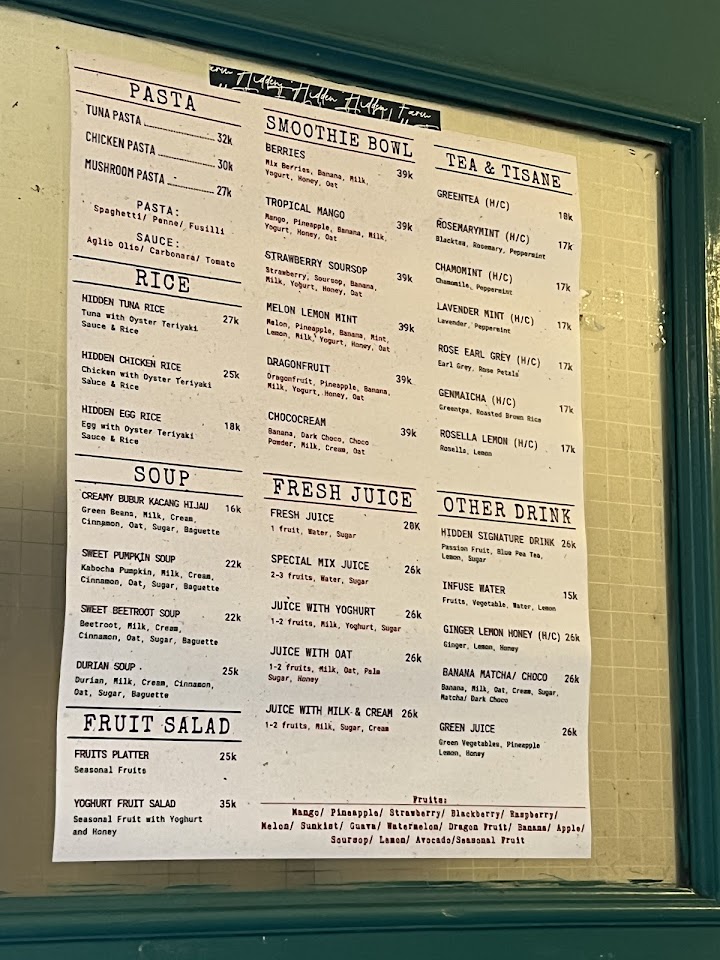 Hidden Hidden Hidden Farm
PASTA
TUNA PASTA 32k
CHICKEN PASTA 30k
MUSHROOM PASTA 27k
PASTA:
Spaghetti/ Penne/ Fusilli
SAUCE:
Aglio Olio/ Carbonara/ Tomato
RICE
HIDDEN TUNA RICE 27k
Tuna with Oyster Teriyaki
Sauce & Rice
HIDDEN CHICKEN RICE 25k
Chicken with Oyster Teriyaki
Sauce & Rice
HIDDEN EGG RICE 18k
Egg with Oyster Teriyaki
Sauce & Rice
SOUP
CREAMY BUBUR KACANG HIJAU 16k
Green Beans, Milk, Cream,
Cinnamon, Oat, Sugar, Baguette
SWEET PUMPKIN SOUP 22k
Kabocha Pumpkin, Milk, Cream,
Cinnamon, Oat, Sugar, Baguette
SWEET BEETROOT SOUP 22k
Beetroot, Milk, Cream,
Cinnamon, Oat, Sugar, Baguette
DURIAN SOUP 25k
Durian, Milk, Cream, Cinnamon,
Oat, Sugar, Baguette
FRUIT SALAD
FRUITS PLATTER 25k
Seasonal Fruits
YOGHURT FRUIT SALAD 35k
Seasonal Fruit with Yoghurt
and Honey
SMOOTHIE BOWL
BERRIES 39k
Mix Berries, Banana, Milk,
Yogurt, Honey, Oat
TROPICAL MANGO 39k
Mango, Pineapple, Banana, Milk,
Yogurt, Honey, Oat
STRAWBERRY SOURSOP 39k
Strawberry, Soursop, Banana,
Milk, Yogurt, Honey, Oat
MELON LEMON MINT 39k
Melon, Pineapple, Banana, Mint,
Lemon, Milk, Yogurt, Honey, Oat
DRAGONFRUIT 39k
Dragonfruit, Pineapple, Banana,
Milk, Yogurt, Honey, Oat
CHOCOCREAM 39k
Banana, Dark Choco, Choco
Powder, Milk, Cream, Oat
FRESH JUICE
FRESH JUICE 20K
1 fruit, Water, Sugar
SPECIAL MIX JUICE 26k
2-3 fruits, Water, Sugar
JUICE WITH YOGHURT 26k
1-2 fruits, Milk, Yoghurt, Sugar
JUICE WITH OAT 26k
1-2 fruits, Milk, Oat, Palm
Sugar, Honey
JUICE WITH MILK & CREAM 26k
1-2 fruits, Milk, Sugar, Cream
TEA & TISANE
GREENTEA (H/C) 18k
ROSEMARYMINT (H/C) 17k
Blacktea, Rosemary, Peppermint
CHAMOMINT (H/C) 17k
Chamomile, Peppermint
LAVENDER MINT (H/C) 17k
Lavender, Peppermint
ROSE EARL GREY (H/C) 17k
Earl Grey, Rose Petals
GENMAICHA (H/C) 17k
Greentea, Roasted Brown Rice
ROSELLA LEMON (H/C) 17k
Rosella, Lemon
OTHER DRINK
HIDDEN SIGNATURE DRINK 26k
Passion Fruit, Blue Pea Tea,
Lemon, Sugar
INFUSE WATER 15k
Fruits, Vegetable, Water, Lemon
GINGER LEMON HONEY (H/C) 26k
Ginger, Lemon, Honey
BANANA MATCHA/ CHOCO 26k
Banana, Milk, Oat, Cream, Sugar,
Matcha/ Dark Choco
GREEN JUICE 26k
Green Vegetables, Pineapple
Lemon, Honey
Fruits:
Mango/ Pineapple/ Strawberry/ Blackberry/ Raspberry/
Melon/ Sunkist/ Guava/ Watermelon/ Dragon Fruit/ Banana/ Apple/
Soursop/ Lemon/ Avocado/Seasonal Fruit